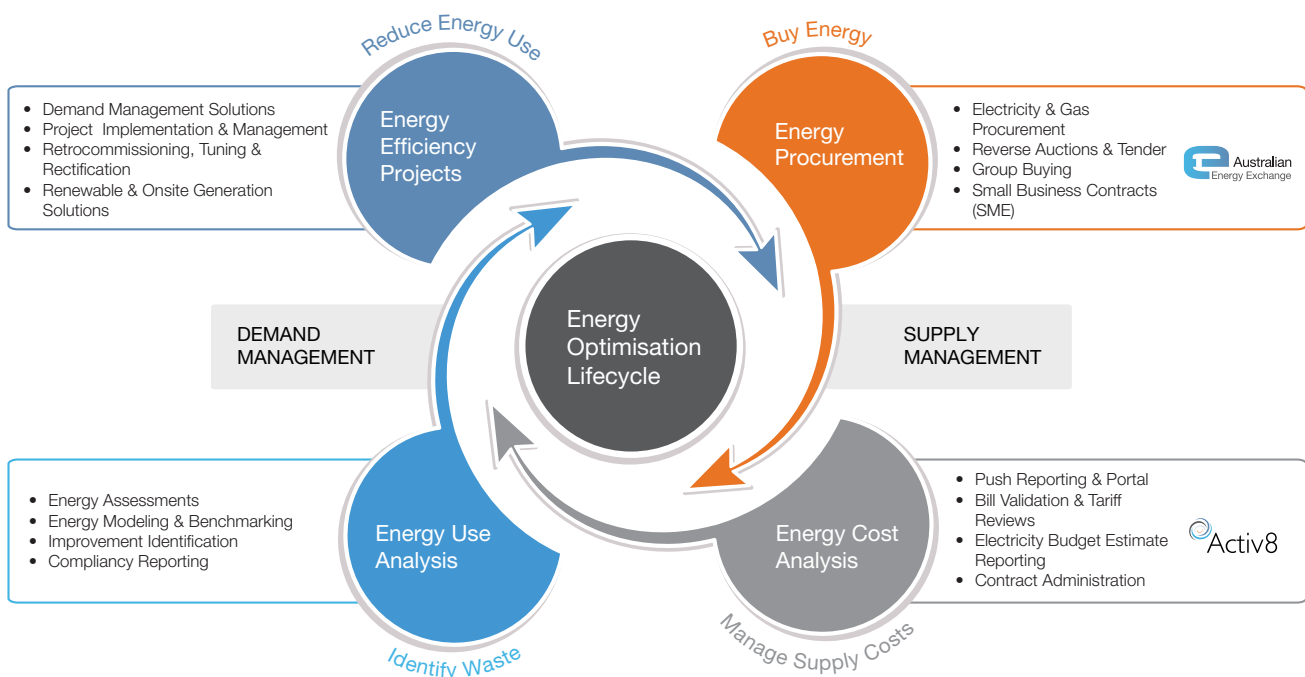 Reduce Energy Use
• Demand Management Solutions
• Project Implementation & Management
• Retrocommissioning, Tuning &
Rectification
• Renewable & Onsite Generation
Solutions
Energy
Efficiency
Projects
Buy Energy
Energy
Procurement
• Electricity & Gas
Procurement
• Reverse Auctions & Tender
• Group Buying
• Small Business Contracts
(SME)
Australian
Energy Exchange
DEMAND
MANAGEMENT
Energy
Optimisation
Lifecycle
SUPPLY
MANAGEMENT
• Energy Assessments
• Energy Modeling & Benchmarking
• Improvement Identification
• Compliancy Reporting
Energy Use
Analysis
Identify Waste
Energy Cost
Analysis
Manage Supply Costs
• Push Reporting & Portal
• Bill Validation & Tariff
Reviews
• Electricity Budget Estimate
Reporting
• Contract Administration
Activ8